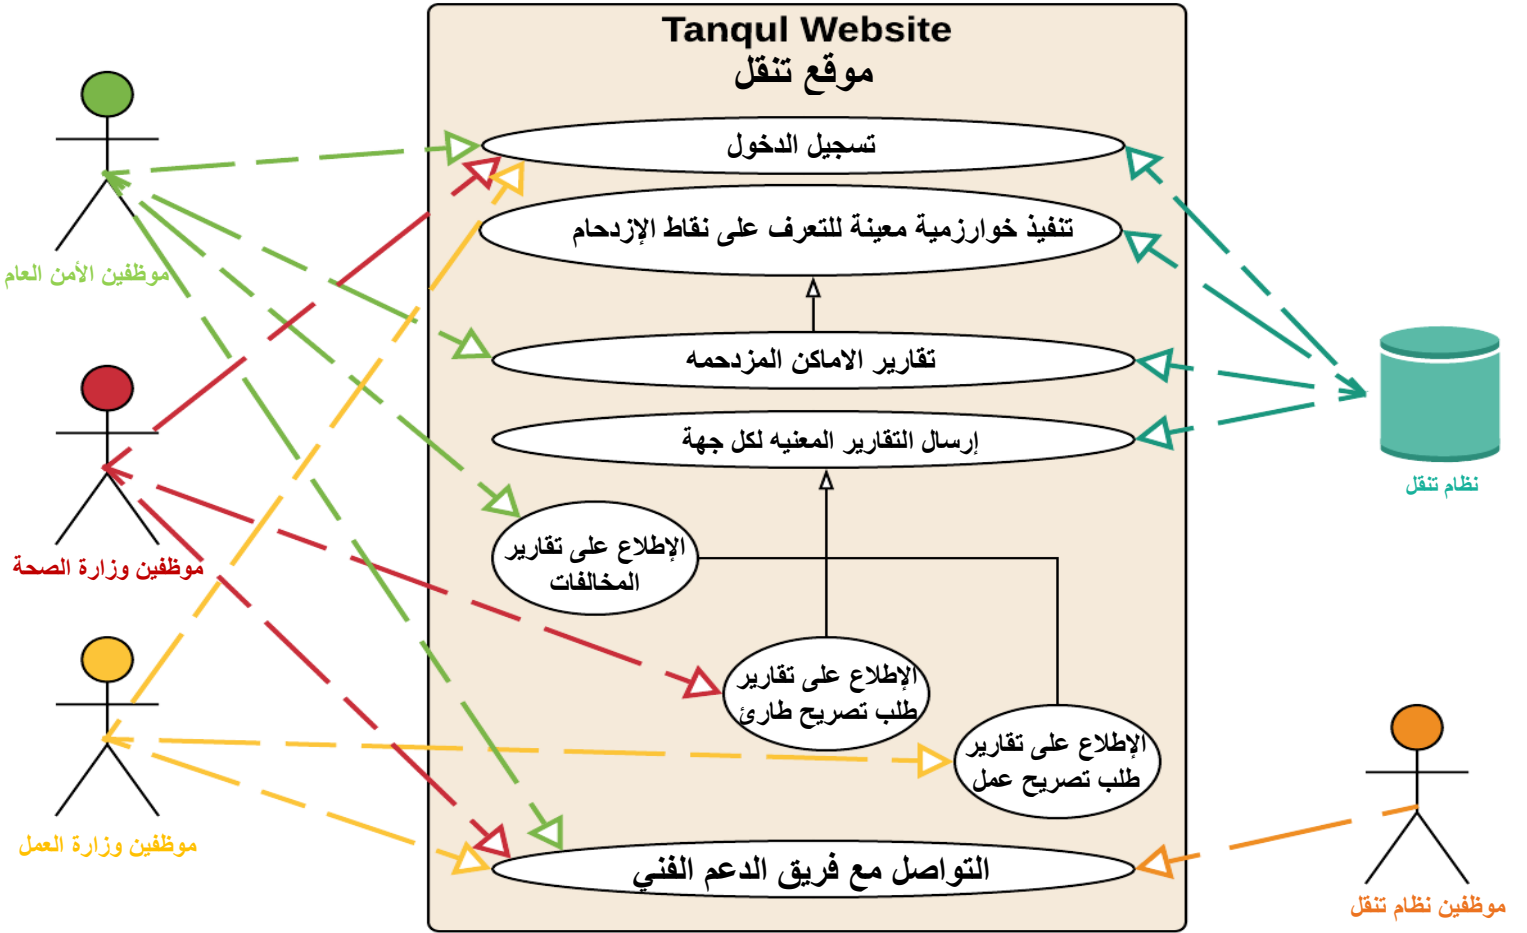 Tanqul Website
موقع تنقل
تسجيل الدخول
تنفيذ خوارزمية معينة للتعرف على نقاط الإزدحام
تقارير الاماكن المزدحمه
إرسال التقارير المعنيه لكل جهة
الإطلاع على تقارير
المخالفات
الإطلاع على تقارير
طلب تصريح طارئ
الإطلاع على تقارير
طلب تصريح عمل
التواصل مع فريق الدعم الفني
موظفين الأمن العام
موظفين وزارة الصحة
موظفين وزارة العمل
نظام تنقل
موظفين نظام تنقل